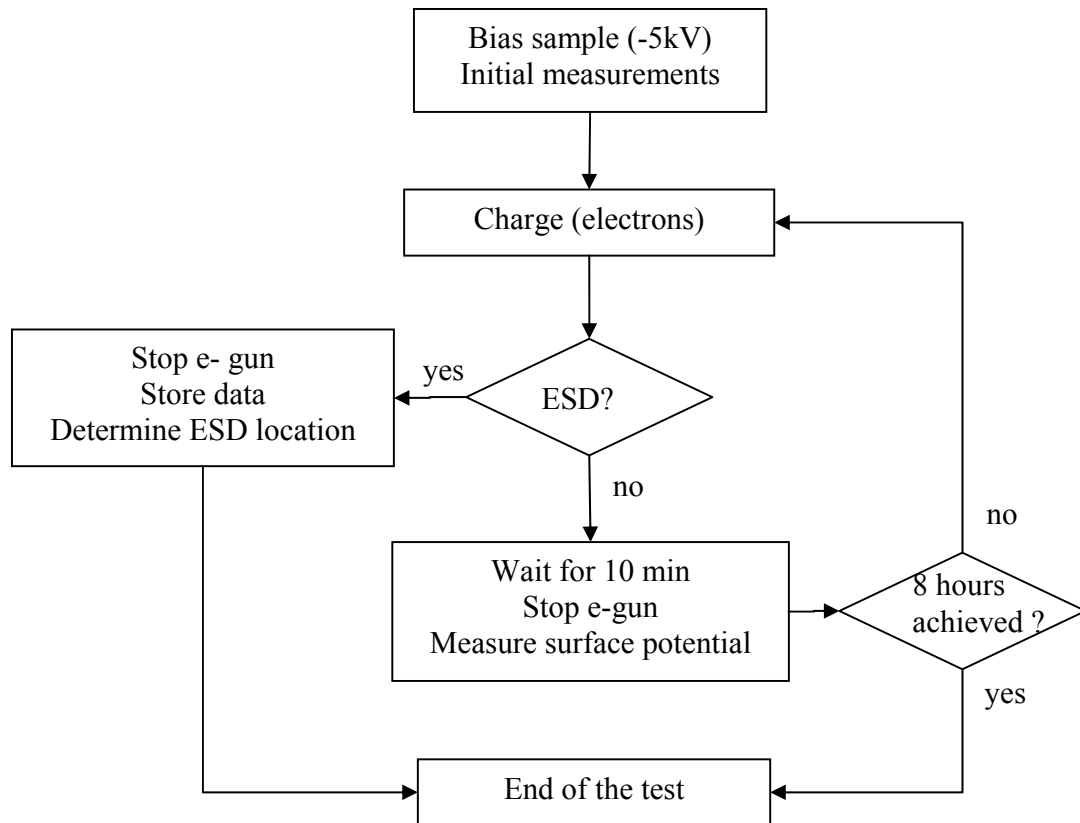 Bias sample (-5kV)
Initial measurements
Charge (electrons)
Stop e- gun
Store data
Determine ESD location
yes
ESD?
no
Wait for 10 min
Stop e-gun
Measure surface potential
8 hours
achieved ?
no
yes
End of the test